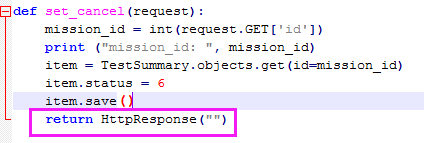 def set_cancel(request):
    mission_id = int(request.GET['id'])
    print ("mission_id: ", mission_id)
    item = TestSummary.objects.get(id=mission_id)
    item.status = 6
    item.save()
    return HttpResponse("")